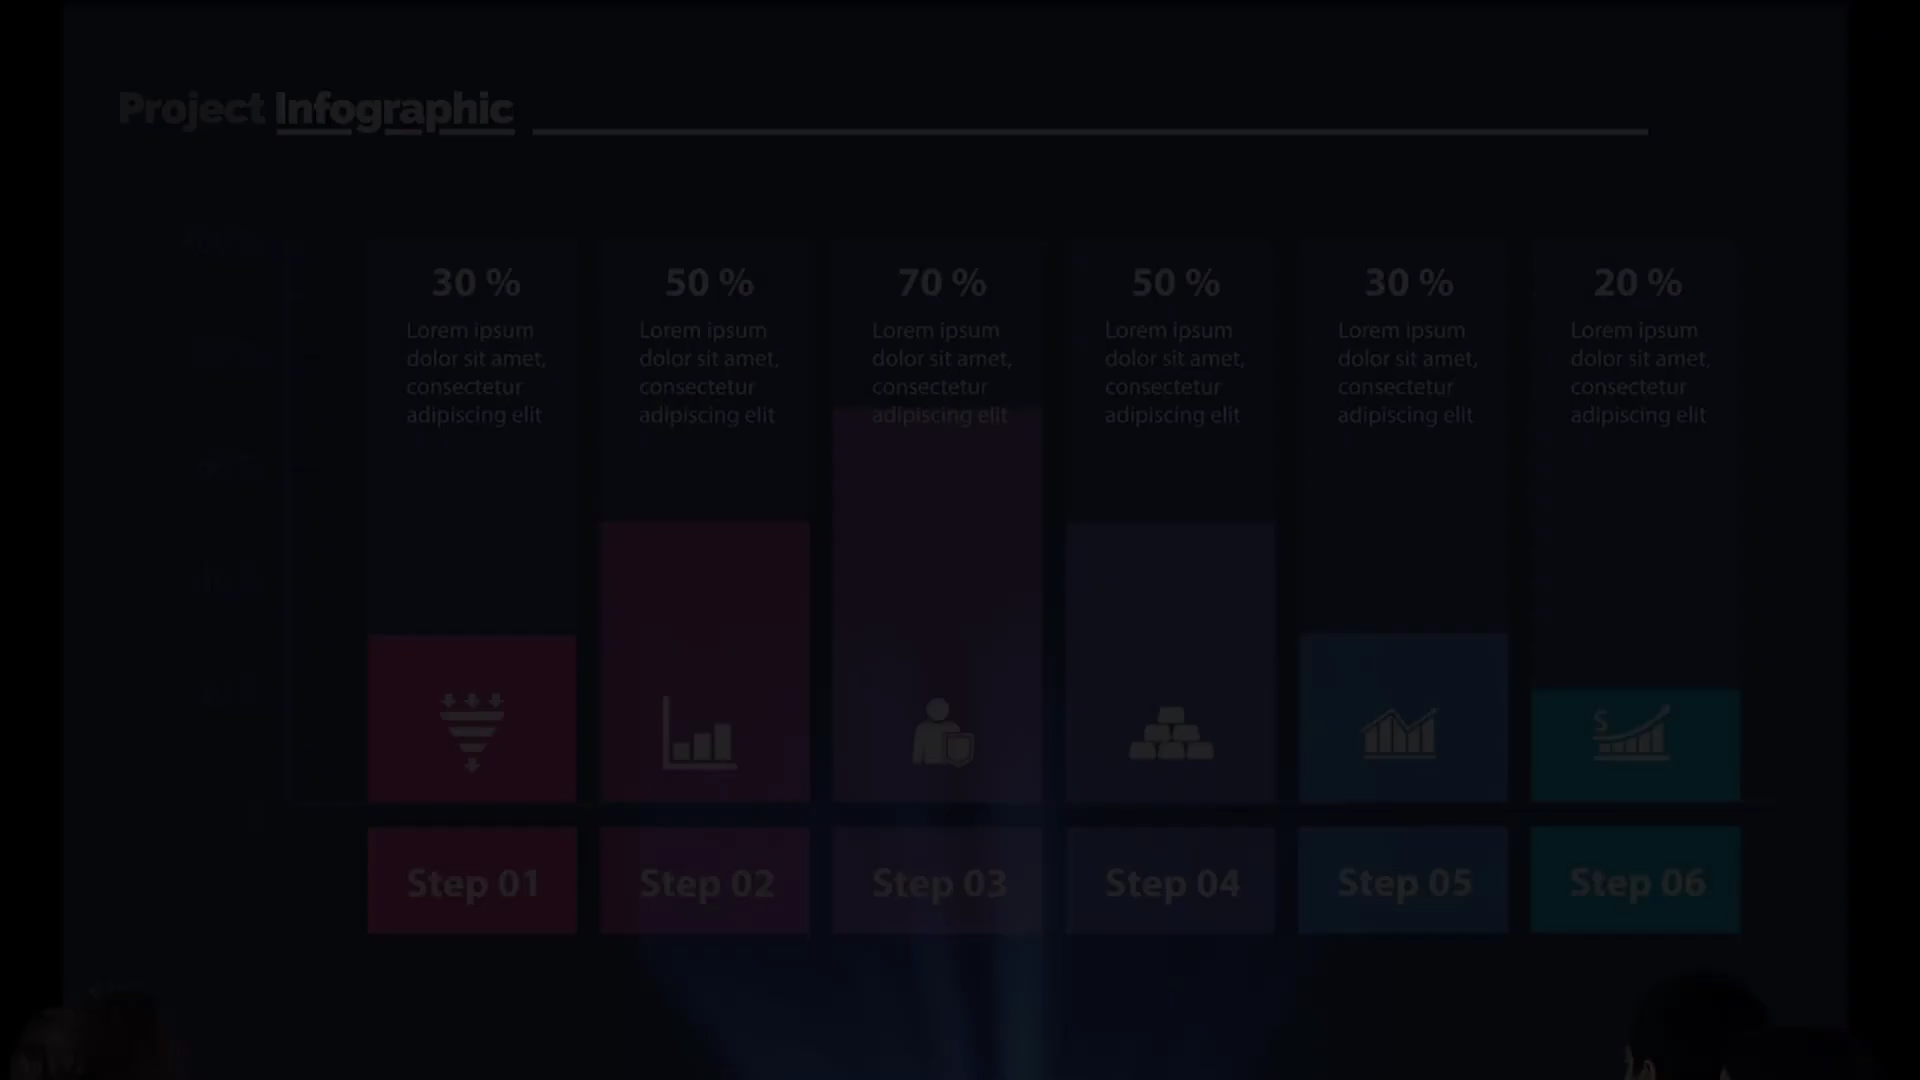 Project Infographic
30 %
Lorem ipsum
dolor sit amet,
consectetur
adipiscing elit
50 %
Lorem ipsum
dolor sit amet,
consectetur
adipiscing elit
70 %
Lorem ipsum
dolor sit amet,
consectetur
adipiscing elit
50 %
Lorem ipsum
dolor sit amet,
consectetur
adipiscing elit
30 %
Lorem ipsum
dolor sit amet,
consectetur
adipiscing elit
20 %
Lorem ipsum
dolor sit amet,
consectetur
adipiscing elit
$
Step 01
Step 02
Step 03
Step 04
Step 05
Step 06